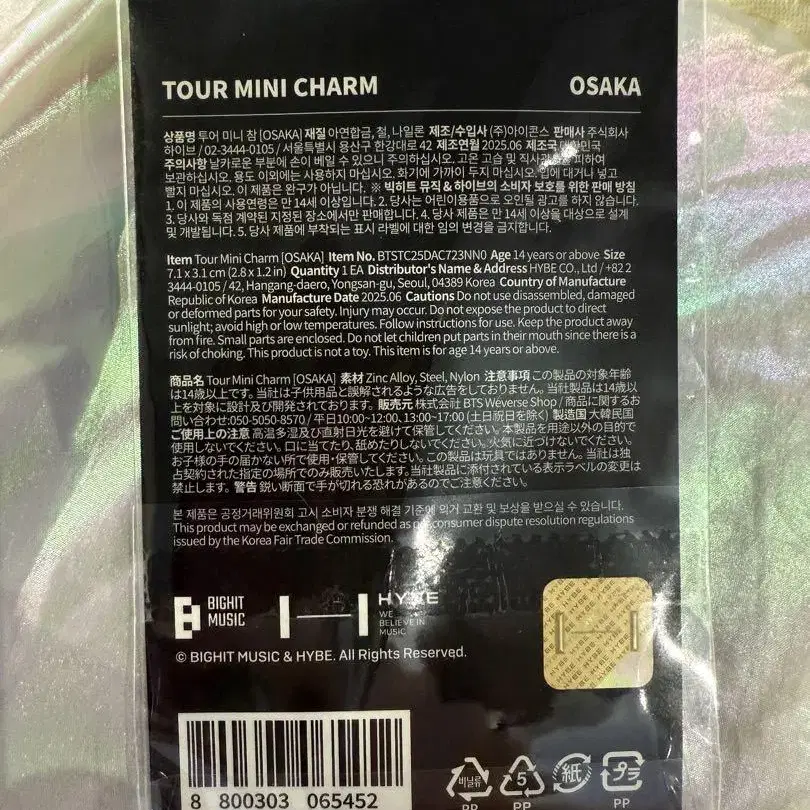 TOUR MINI CHARM OSAKA
상품명 투어 미니 참 [OSAKA] 재질 아연합금, 철, 나일론 제조/수입사 (주)아이콘스 판매사 주식회사
하이브 / 02-3444-0105 / 서울특별시 용산구 한강대로 42 제조연월 2025.06 제조국 대한민국
주의사항 날카로운 부분에 손이 베일 수 있으니 주의하십시오. 고온 고습 및 직사광선을 피하여
보관하십시오. 용도 이외에는 사용하지 마십시오. 화기에 가까이 두지 마십시오. 입에 대거나 넣고
빨지 마십시오. 이 제품은 완구가 아닙니다. ※ 빅히트 뮤직 & 하이브의 소비자 보호를 위한 판매 방침
1. 이 제품의 사용연령은 만 14세 이상입니다. 2. 당사는 어린이용품으로 오인될 광고를 하지 않습니다.
3. 당사와 독점 계약된 지정된 장소에서만 판매합니다. 4. 당사 제품은 만 14세 이상을 대상으로 설계
및 개발됩니다. 5. 당사 제품에 부착되는 표시 라벨에 대한 임의 변경을 금지합니다.
Item Tour Mini Charm [OSAKA] Item No. BTSTC25DAC723NN0 Age 14 years or above Size
7.1 x 3.1 cm (2.8 x 1.2 in) Quantity 1 EA Distributor's Name & Address HYBE CO., Ltd / +82 2
3444-0105 / 42, Hangang-daero, Yongsan-gu, Seoul, 04389 Korea Country of Manufacture
Republic of Korea Manufacture Date 2025.06 Cautions Do not use disassembled, damaged
or deformed parts for your safety. Injury may occur. Do not expose the product to direct
sunlight; avoid high or low temperatures. Follow instructions for use. Keep the product away
from fire. Small parts are enclosed. Do not let children put parts in their mouth since there is a
risk of choking. This product is not a toy. This item is for age 14 years or above.
商品名 Tour Mini Charm [OSAKA] 素材 Zinc Alloy, Steel, Nylon 注意事項 この製品の対象年齢
は14歳以上です。当社は子供用品と誤解されるような広告をしておりません。当社製品は14歳以
上を対象に設計及び開発されております。 販売元 株式会社 BTS Weverse Shop / 商品に関するお
問い合わせ:050-5050-8570 / 平日10:00~12:00、13:00~17:00 (土日祝日を除く) 製造国 大韓民国
ご使用上の注意 高温多湿及び直射日光を避けて保管してください。本製品を用途以外の目的で
使用しないでください。口に当てたり、舐めたりしないでください。火気に近づけないでください。
お子様の手の届かない所で使用・保管してください。この製品は玩具ではありません。当社は独
占契約された指定の場所でのみ販売いたします。当社製品に添付されている表示ラベルの変更は
禁止します。 警告 鋭い断面で手が切れる恐れがあるのでご注意ください。
본 제품은 공정거래위원회 고시 소비자 분쟁 해결 기준에 의거 교환 및 보상을 받으실 수 있습니다.
This product may be exchanged or refunded as per consumer dispute resolution regulations
issued by the Korea Fair Trade Commission.
BIGHIT
MUSIC
HYBE
WE
BELIEVE IN
MUSIC
© BIGHIT MUSIC & HYBE. All Rights Reserved.
8 800303 065452
비닐류
PP
5
PP
紙
プラ
PP